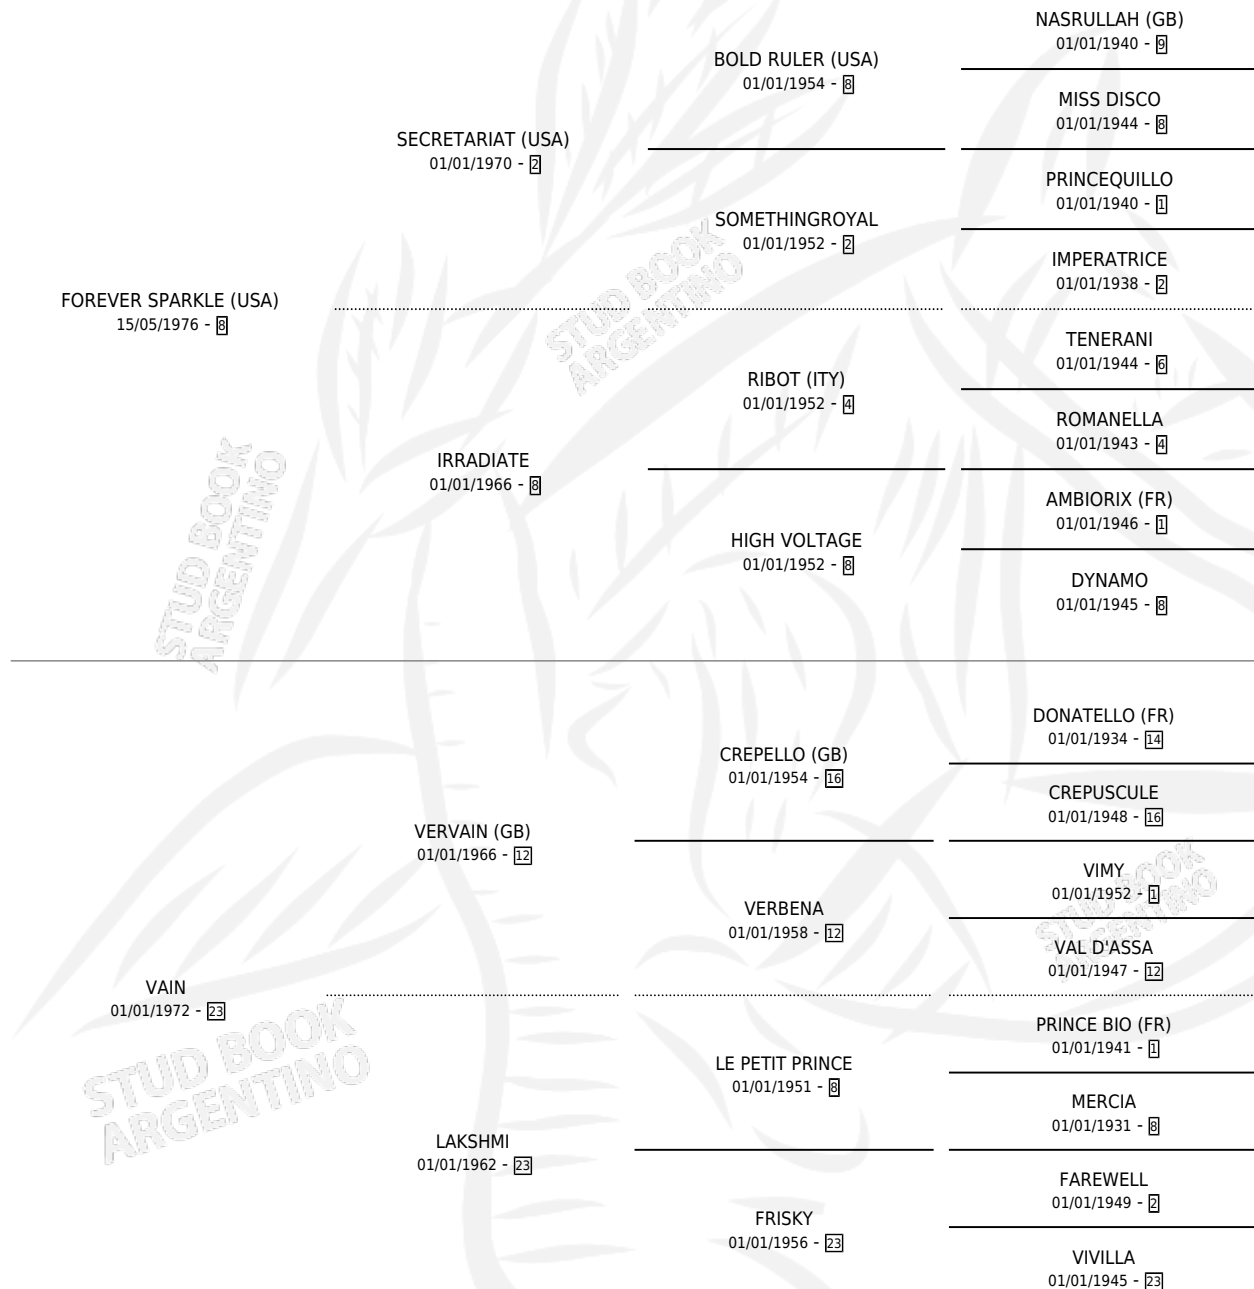 NASRULLAH (GB)
01/01/1940 - 9
BOLD RULER (USA)
01/01/1954 - 8
MISS DISCO
01/01/1944 - 8
SECRETARIAT (USA)
01/01/1970 - 2
PRINCEQUILLO
01/01/1940 - 1
SOMETHINGROYAL
01/01/1952 - 2
IMPERATRICE
01/01/1938 - 2
FOREVER SPARKLE (USA)
15/05/1976 - 8
TENERANI
01/01/1944 - 6
RIBOT (ITY)
01/01/1952 - 4
ROMANELLA
01/01/1943 - 4
IRRADIATE
01/01/1966 - 8
AMBIORIX (FR)
01/01/1946 - 1
HIGH VOLTAGE
01/01/1952 - 8
DYNAMO
01/01/1945 - 8
STUD BOOK
ARGENTINO
STUD BOOK
ARGENTINO
DONATELLO (FR)
01/01/1934 - 14
CREPELLO (GB)
01/01/1954 - 16
CREPUSCULE
01/01/1948 - 16
VERVAIN (GB)
01/01/1966 - 12
VIMY
01/01/1952 - 1
VERBENA
01/01/1958 - 12
VAL D'ASSA
01/01/1947 - 12
VAIN
01/01/1972 - 23
PRINCE BIO (FR)
01/01/1941 - 1
LE PETIT PRINCE
01/01/1951 - 8
MERCIA
01/01/1931 - 8
LAKSHMI
01/01/1962 - 23
FAREWELL
01/01/1949 - 2
FRISKY
01/01/1956 - 23
VIVILLA
01/01/1945 - 23
STUD BOOK
ARGENTINO
STUD BOOK
ARGENTINO